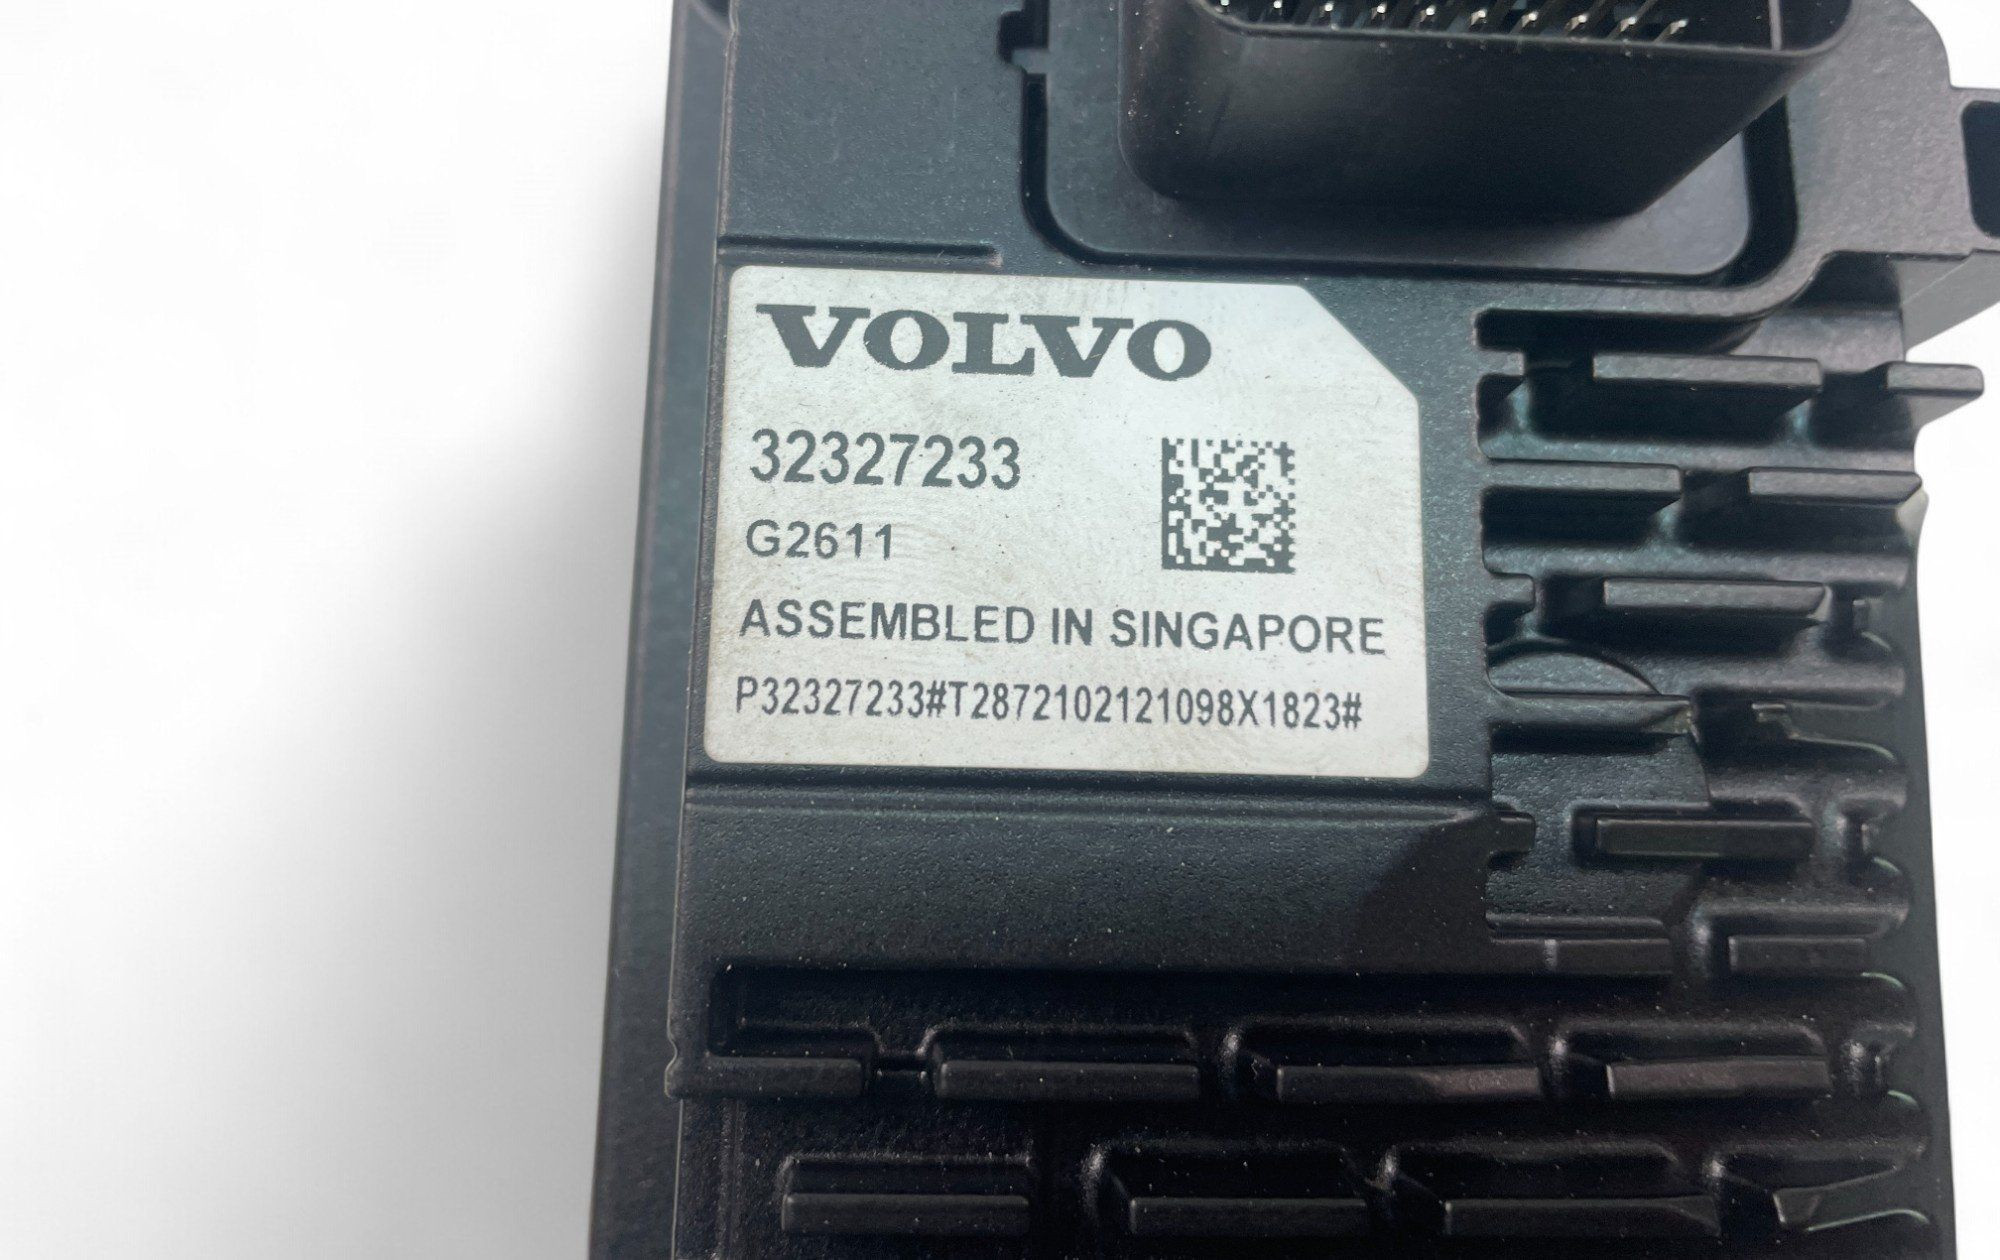 VOLVO
32327233
G2611
ASSEMBLED IN SINGAPORE
P32327233#T2872102121098X1823#